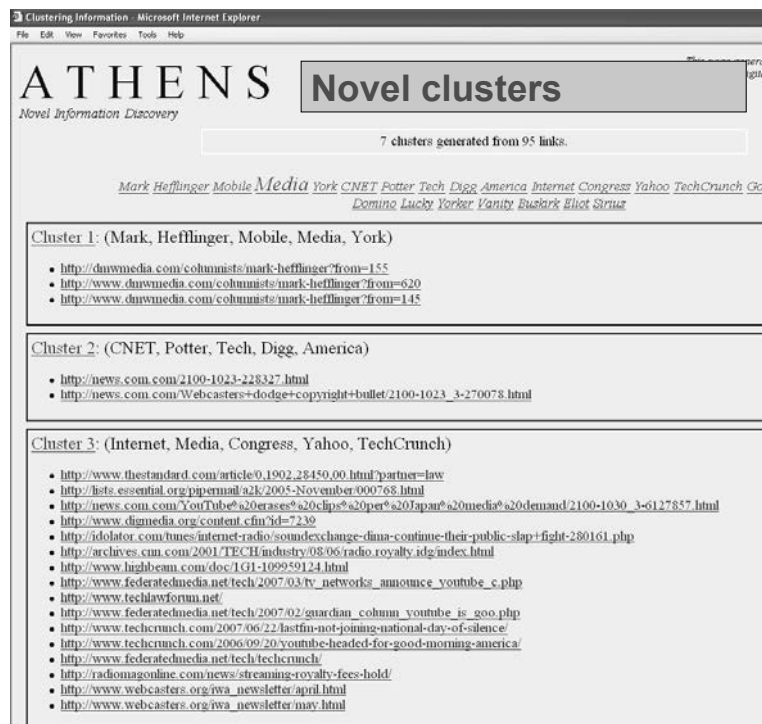 Clustering Information - Microsoft Internet Explorer
File Edit View Favorites Tools Help
ATHENS
Novel clusters
Novel Information Discovery
7 clusters generated from 95 links.
Mark Hefflinger Mobile Media York CNET Potter Tech Digg America Internet Congress Yahoo TechCrunch
Domino Lucky Yorker Vanity Buskirk Eliot Sirius
Cluster 1: (Mark, Hefflinger, Mobile, Media, York)
http://dmwmedia.com/columnists/mark-hefflinger?from=155
http://www.dmwmedia.com/columnists/mark-hefflinger?from=620
http://www.dmwmedia.com/columnists/mark-hefflinger?from=145
Cluster 2: (CNET, Potter, Tech, Digg, America)
http://news.com.com/2100-1023-228327.html
http://news.com.com/Webcasters+dodge+copyright+bullet/2100-1023_3-270078.html
Cluster 3: (Internet, Media, Congress, Yahoo, TechCrunch)
http://www.thestandard.com/article/0,1902,28450,00.html?partner=law
http://lists.essential.org/pipermail/a2k/2005-November/000768.html
http://news.com.com/YouTube%20erases%20clips%20per%20Japan%20media%20demand/2100-1030_3-6127857.html
http://www.digmedia.org/content.cfm?id=7239
http://idolator.com/tunes/internet-radio/soundexchange-dima-continue-their-public-slap+fight-280161.php
http://archives.cnn.com/2001/TECH/industry/08/06/radio.royalty.idg/index.html
http://www.highbeam.com/doc/1G1-109959124.html
http://www.federatedmedia.net/tech/2007/03/tv_networks_announce_youtube_c.php
http://www.techlawforum.net/
http://www.federatedmedia.net/tech/2007/02/guardian_column_youtube_is_goo.php
http://www.techcrunch.com/2007/06/22/lastfm-not-joining-national-day-of-silence/
http://www.techcrunch.com/2006/09/20/youtube-headed-for-good-morning-america/
http://www.federatedmedia.net/tech/techcrunch/
http://radiomagonline.com/news/streaming-royalty-fees-hold/
http://www.webcasters.org/iwa_newsletter/april.html
http://www.webcasters.org/iwa_newsletter/may.html